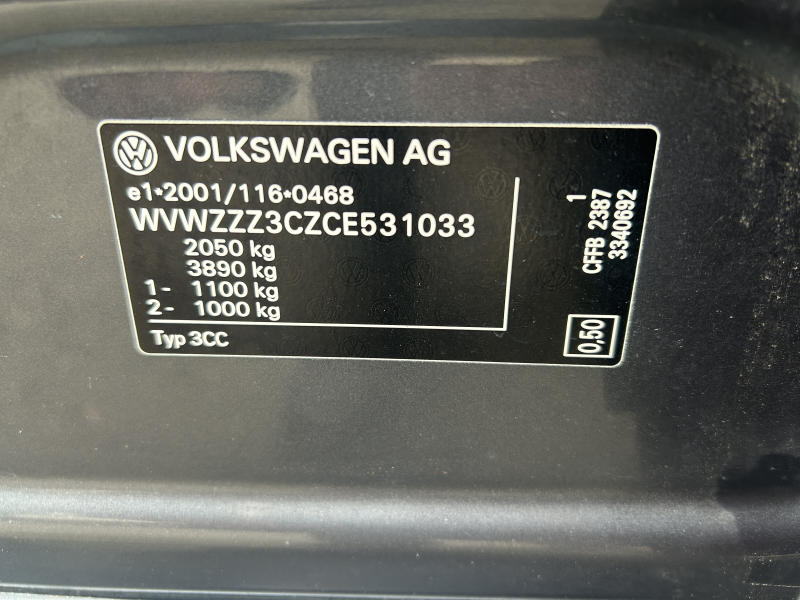 VOLKSWAGEN AG
e1*2001/116*0468
WVWZZZ3CZCE531033
2050 kg
3890 kg
1- 1100 kg
2- 1000 kg
Typ 3CC
1
CFFB 2387
3340692
0,50